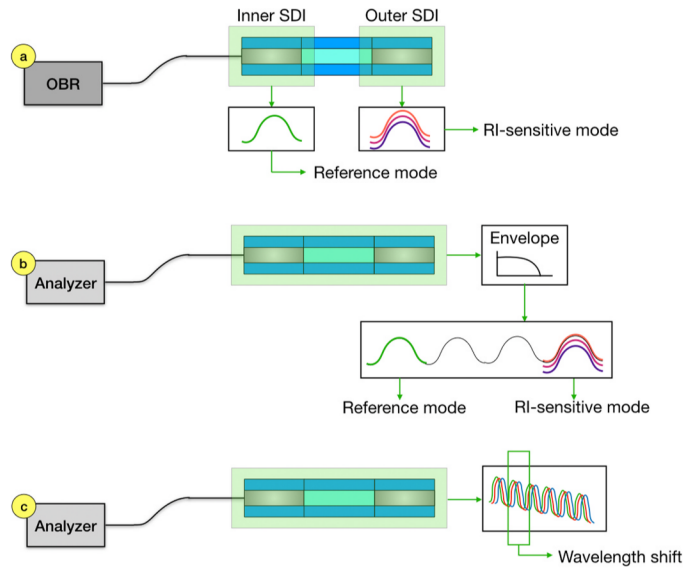 Inner SDI
Outer SDI
a
OBR
RI-sensitive mode
Reference mode
b
Analyzer
Envelope
Reference mode
RI-sensitive mode
c
Analyzer
Wavelength shift